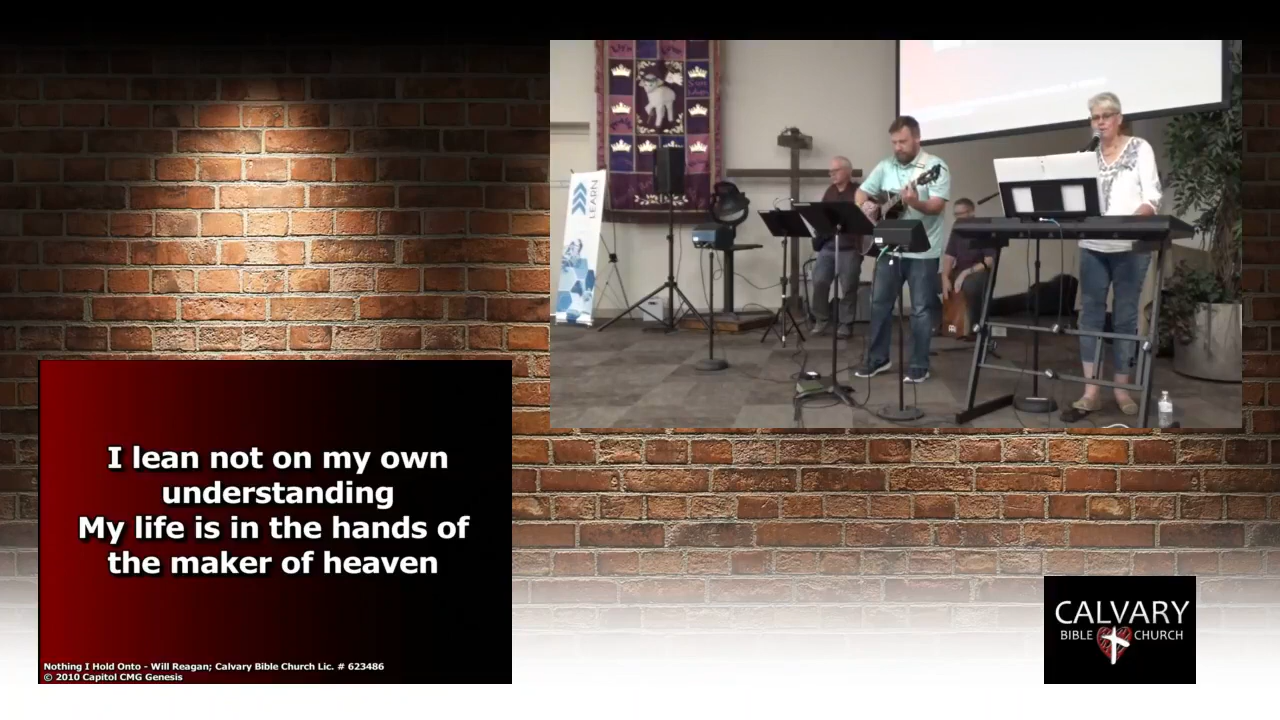 LEARN
I lean not on my own
understanding
My life is in the hands of
the maker of heaven
Nothing I Hold Onto - Will Reagan; Calvary Bible Church Lic. # 623486
© 2010 Capitol CMG Genesis
CALVARY
BIBLE CHURCH